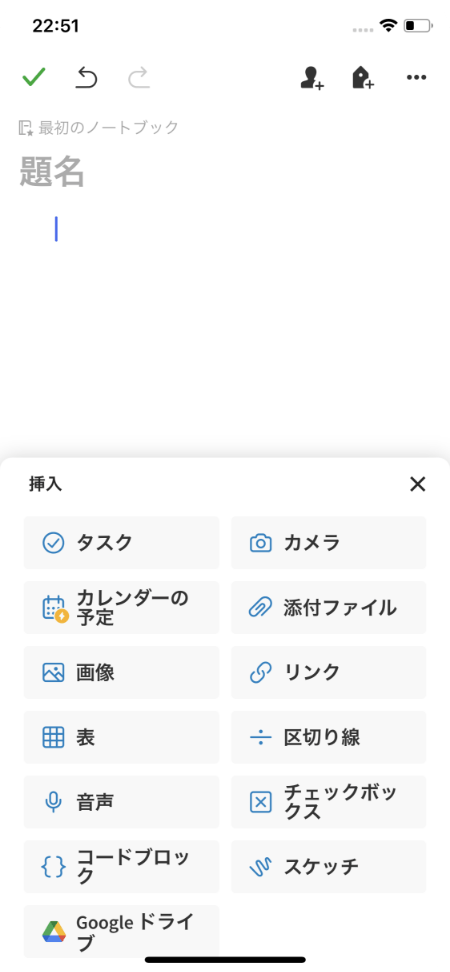 22:51
最初のノートブック
題名
挿入
タスク
カメラ
カレンダーの
予定
添付ファイル
画像
リンク
表
区切り線
音声
チェックボッ
クス
コードブロッ
ク
スケッチ
Google ドライ
ブ